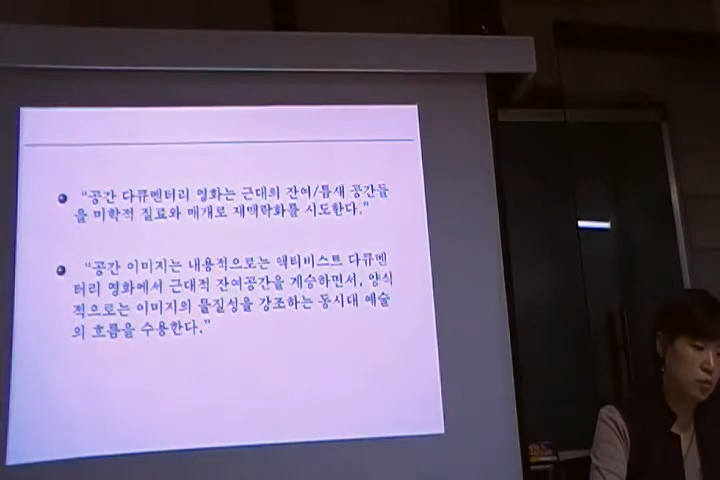 “공간 다큐멘터리 영화는 근대의 잔여/틈새 공간들
을 미학적 질료와 매개로 재맥락화를 시도한다.”
“공간 이미지는 내용적으로는 액티비스트 다큐멘
터리 영화에서 근대적 잔여공간을 계승하면서, 양식
적으로는 이미지의 물질성을 강조하는 동시대 예술
의 흐름을 수용한다.”